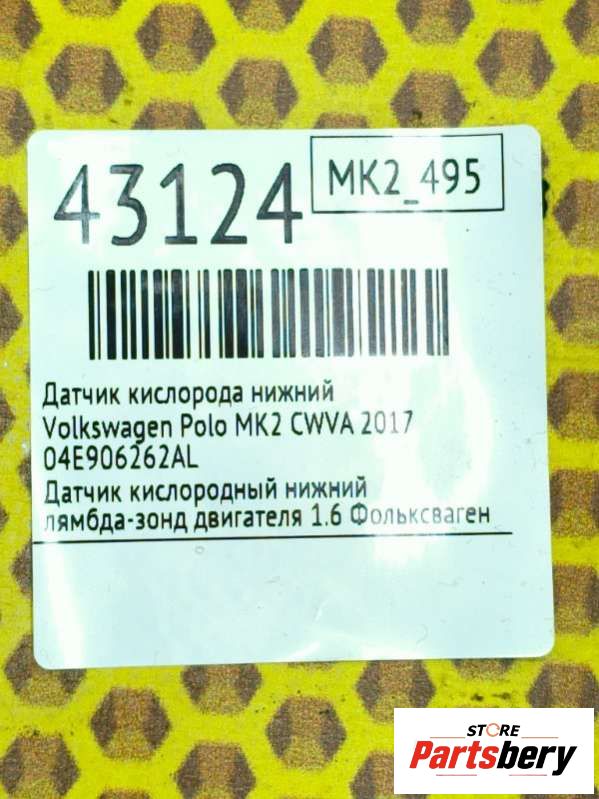 43124
MK2_495
Датчик кислорода нижний
Volkswagen Polo MK2 CWVA 2017
04E906262AL
Датчик кислородный нижний
лямбда-зонд двигателя 1.6 Фольксваген
STORE
Partsbery